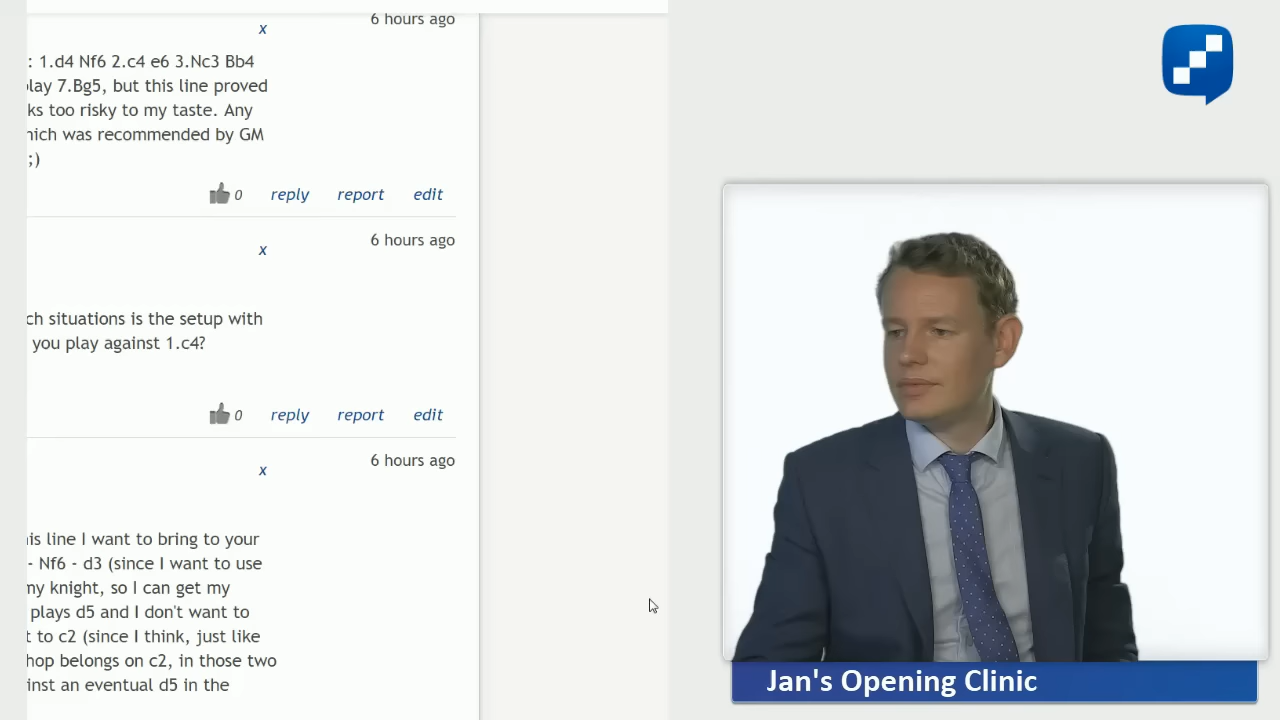 6 hours ago
x
: 1.d4 Nf6 2.c4 e6 3.Nc3 Bb4
lay 7.Bg5, but this line proved
ks too risky to my taste. Any
hich was recommended by GM
;)
0 reply report edit
6 hours ago
x
ch situations is the setup with
you play against 1.c4?
0 reply report edit
6 hours ago
x
is line I want to bring to your
- Nf6 - d3 (since I want to use
my knight, so I can get my
plays d5 and I don't want to
t to c2 (since I think, just like
hop belongs on c2, in those two
inst an eventual d5 in the
Jan's Opening Clinic